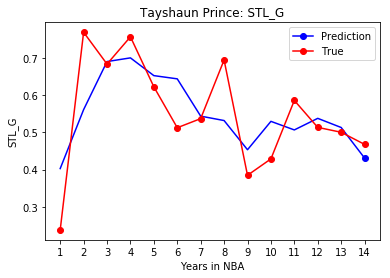 Tayshaun Prince: STL_G
Prediction
True
0.7
0.6
0.5
0.4
0.3
STL_G
1 2 3 4 5 6 7 8 9 10 11 12 13 14
Years in NBA